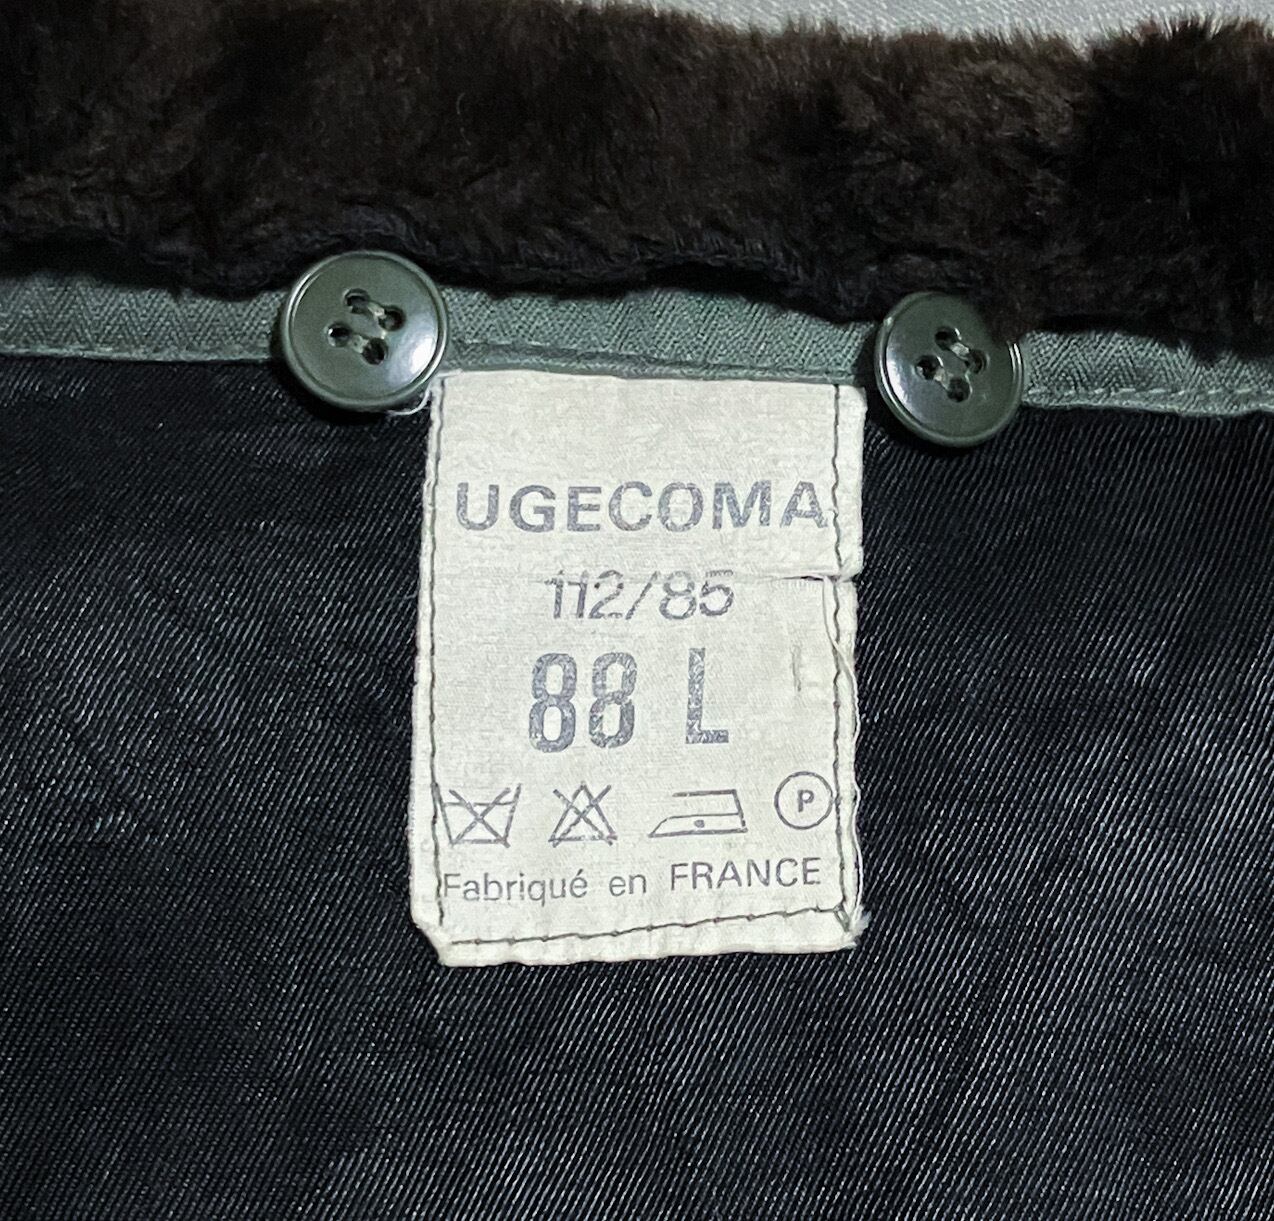 UGECOMA
112/85
88 L
P
Fabriqué en FRANCE